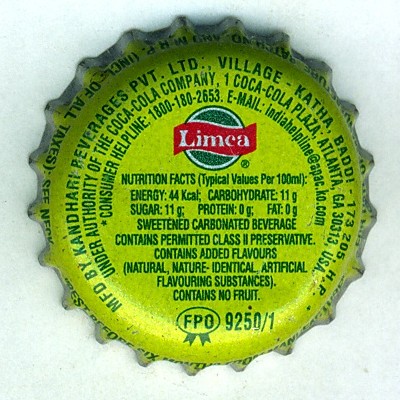 MFD BY KANDHARI BEVERAGES PVT. LTD., VILLAGE - KATHA, BADDI - 173 205 H.P.
UNDER AUTHORITY OF THE COCA-COLA COMPANY, 1 COCA-COLA PLAZA, ATLANTA, GA 30313 USA.
*CONSUMER HELPLINE: 1800-180-2653. E-MAIL: indiahelpline@apac.ko.com
Limca
®
NUTRITION FACTS (Typical Values Per 100ml):
ENERGY: 44 Kcal; CARBOHYDRATE: 11 g
SUGAR: 11 g; PROTEIN: 0 g; FAT: 0 g
SWEETENED CARBONATED BEVERAGE
CONTAINS PERMITTED CLASS II PRESERVATIVE.
CONTAINS ADDED FLAVOURS
(NATURAL, NATURE- IDENTICAL, ARTIFICIAL
FLAVOURING SUBSTANCES).
CONTAINS NO FRUIT.
FPO 9250/1